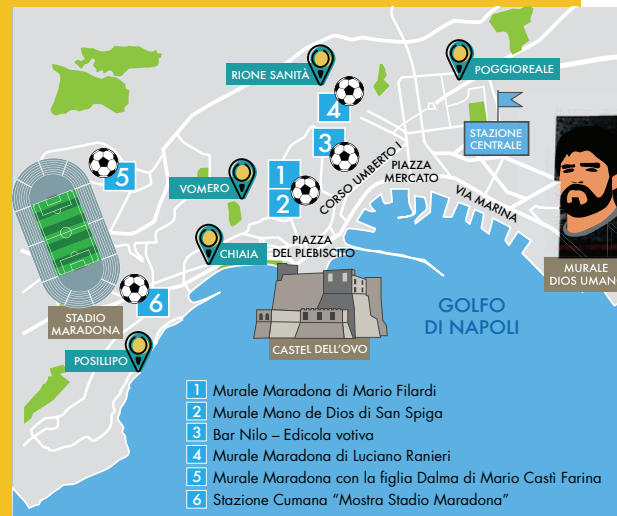 RIONE SANITÀ
POGGIOREALE
4
STAZIONE
CENTRALE
3
5
CORSO UMBERTO I
PIAZZA
MERCATO
1
VOMERO
2
VIA MARINA
CHIAIA
PIAZZA
DEL PLEBISCITO
MURALE
DIOS UMANO
6
STADIO
MARADONA
GOLFO
DI NAPOLI
CASTEL DELL'OVO
POSILLIPO
1 Murale Maradona di Mario Filardi
2 Murale Mano de Dios di San Spiga
3 Bar Nilo – Edicola votiva
4 Murale Maradona di Luciano Ranieri
5 Murale Maradona con la figlia Dalma di Mario Castì Farina
6 Stazione Cumana “Mostra Stadio Maradona”